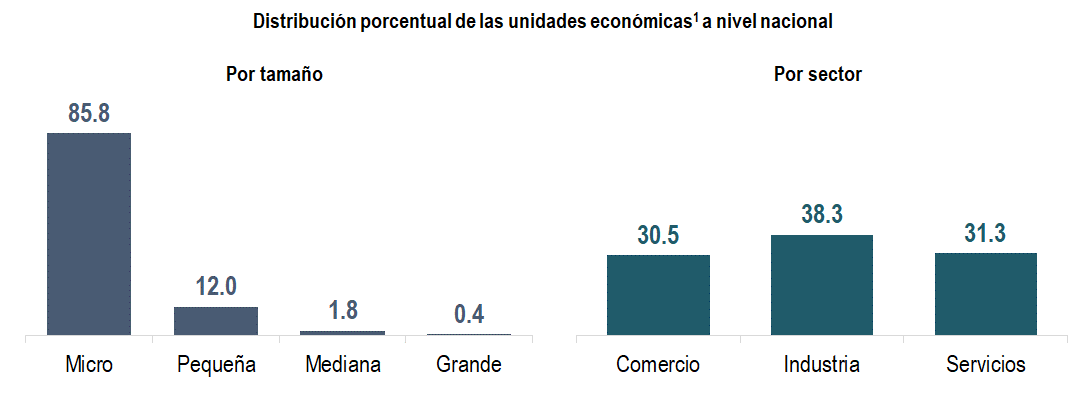 Distribución porcentual de las unidades económicas¹ a nivel nacional
Por tamaño
85.8
12.0
1.8
0.4
Micro
Pequeña
Mediana
Grande
Por sector
30.5
38.3
31.3
Comercio
Industria
Servicios